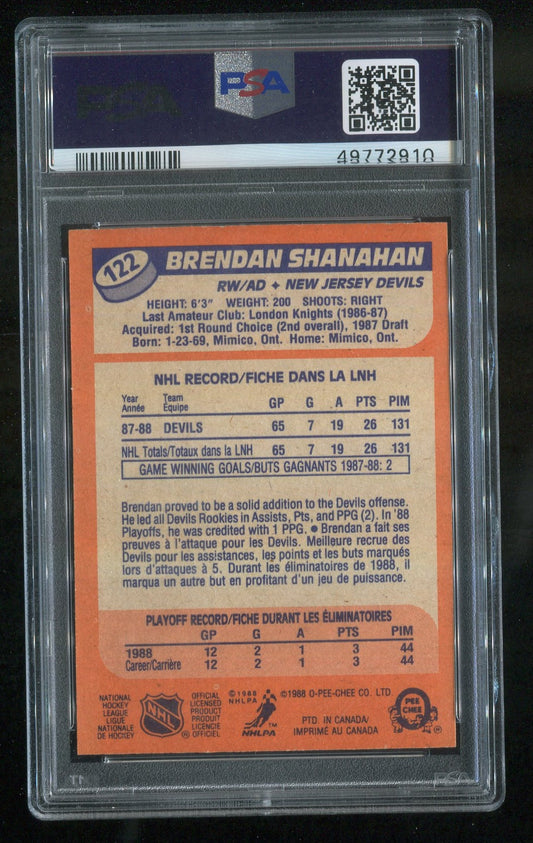 PSA
PSA
49772910
122
BRENDAN SHANAHAN
RW/AD ✦ NEW JERSEY DEVILS
HEIGHT: 6'3" WEIGHT: 200 SHOOTS: RIGHT
Last Amateur Club: London Knights (1986-87)
Acquired: 1st Round Choice (2nd overall), 1987 Draft
Born: 1-23-69, Mimico, Ont. Home: Mimico, Ont.
NHL RECORD/FICHE DANS LA LNH
Year Team
Année Équipe GP G A PTS PIM
87-88 DEVILS 65 7 19 26 131
NHL Totals/Totaux dans la LNH 65 7 19 26 131
GAME WINNING GOALS/BUTS GAGNANTS 1987-88: 2
Brendan proved to be a solid addition to the Devils offense.
He led all Devils Rookies in Assists, Pts, and PPG (2). In '88
Playoffs, he was credited with 1 PPG. ● Brendan a fait ses
preuves à l'attaque pour les Devils. Meilleure recrue des
Devils pour les assistances, les points et les buts marqués
lors d'attaques à 5. Durant les éliminatoires de 1988, il
marqua un autre but en profitant d'un jeu de puissance.
PLAYOFF RECORD/FICHE DURANT LES ÉLIMINATOIRES
GP G A PTS PIM
1988 12 2 1 3 44
Career/Carrière 12 2 1 3 44
NATIONAL
HOCKEY
LEAGUE
LIGUE
NATIONALE
DE HOCKEY
NHL
®
OFFICIAL
LICENSED
PRODUCT
PRODUIT
LICENCIE
OFFICIEL
©1988
NHLPA
TM
NHLPA
©1988 O-PEE-CHEE CO. LTD.
PTD. IN CANADA/
IMPRIMÉ AU CANADA
O
PEE
CHEE
PSA